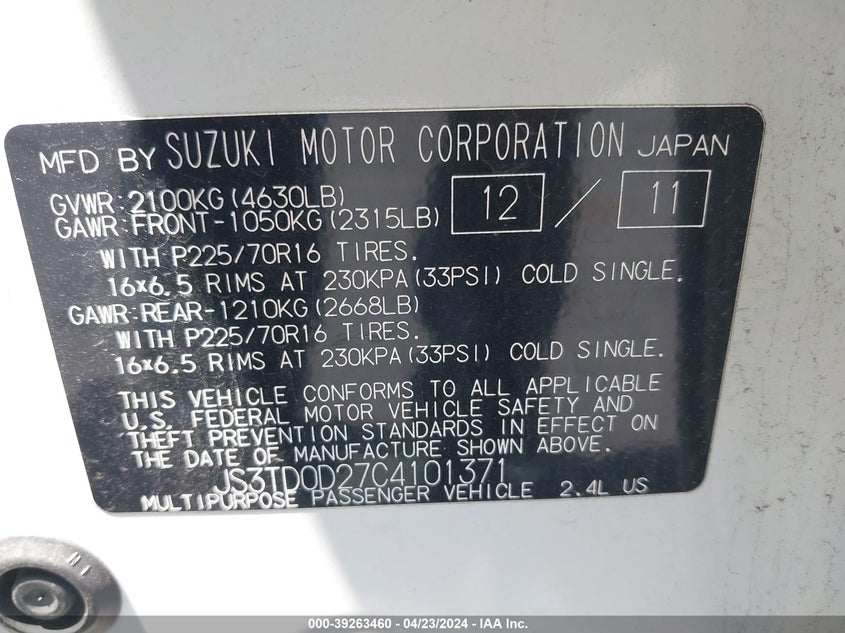 MFD BY SUZUKI MOTOR CORPORATION JAPAN
GVWR:2100KG(4630LB) 12 / 11
GAWR:FRONT-1050KG(2315LB)
WITH P225/70R16 TIRES.
16x6.5 RIMS AT 230KPA(33PSI) COLD SINGLE.
GAWR:REAR-1210KG(2668LB)
WITH P225/70R16 TIRES.
16x6.5 RIMS AT 230KPA(33PSI) COLD SINGLE.
THIS VEHICLE CONFORMS TO ALL APPLICABLE
U.S. FEDERAL MOTOR VEHICLE SAFETY AND
THEFT PREVENTION STANDARDS IN EFFECT ON
THE DATE OF MANUFACTURE SHOWN ABOVE.
JS3TD0D27C4101371
MULTIPURPOSE PASSENGER VEHICLE 2.4L US
000-39263460 - 04/23/2024 - IAA Inc.